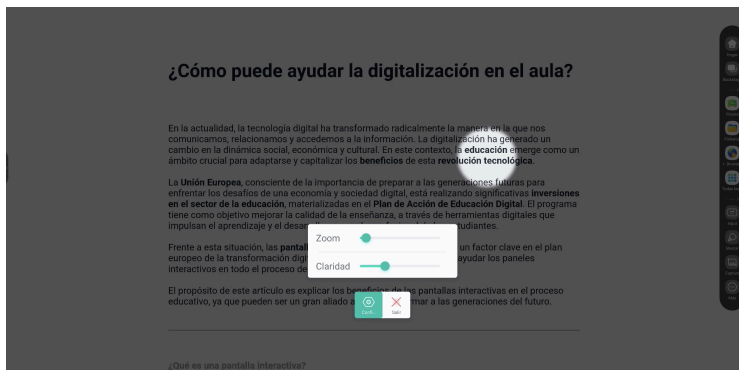 ¿Cómo puede ayudar la digitalización en el aula?
En la actualidad, la tecnología digital ha transformado radicalmente la manera en la que nos
comunicamos, relacionamos y accedemos a la información. La digitalización ha generado un
cambio en la dinámica social, económica y cultural. En este contexto, la educación emerge como un
ámbito crucial para adaptarse y capitalizar los beneficios de esta revolución tecnológica.
La Unión Europea, consciente de la importancia de preparar a las generaciones futuras para
enfrentar los desafíos de una economía y sociedad digital, está realizando significativas inversiones
en el sector de la educación, materializadas en el Plan de Acción de Educación Digital. El programa
tiene como objetivo mejorar la calidad de la enseñanza, a través de herramientas digitales que
impulsan el aprendizaje y el desar
tudiantes.
Frente a esta situación, las pantal
un factor clave en el plan
europeo de la transformación digi
ayudar los paneles
interactivos en todo el proceso de
Zoom
Claridad
El propósito de este artículo es explicar los beneficios de las pantallas interactivas en el proceso
educativo, ya que pueden ser un gran aliado a
rmar a las generaciones del futuro.
Confi...
Salir
¿Qué es una pantalla interactiva?